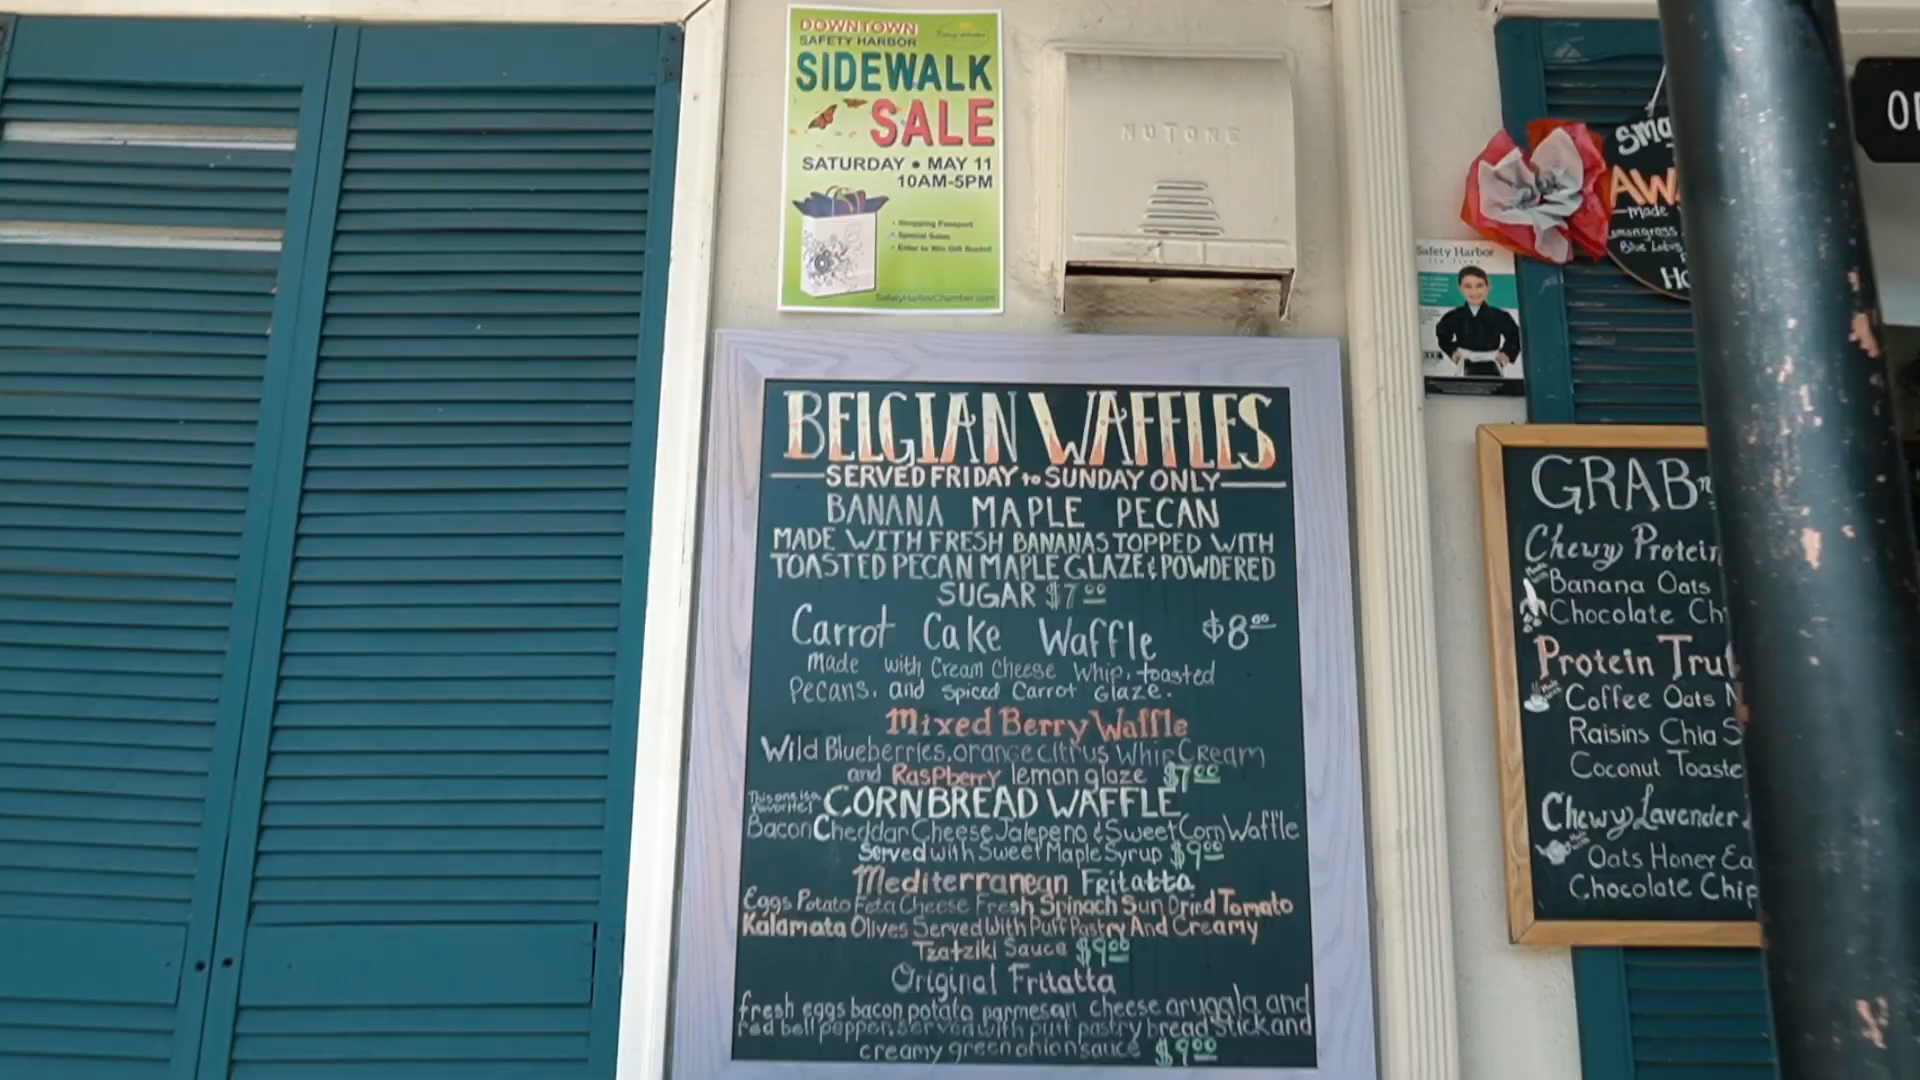 DOWNTOWN
SAFETY HARBOR
SIDEWALK
SALE
SATURDAY • MAY 11
10AM-5PM
• Shopping Passport
• Special Sales
• Enter to Win Gift Basket
SafetyHarborChamber.com
NUTONE
BELGIAN WAFFLES
SERVED FRIDAY to SUNDAY ONLY
BANANA MAPLE PECAN
MADE WITH FRESH BANANAS TOPPED WITH
TOASTED PECAN MAPLE GLAZE & POWDERED
SUGAR $7.00
Carrot Cake Waffle $8.00
Made with Cream Cheese Whip, toasted
Pecans, and Spiced Carrot Glaze.
Mixed Berry Waffle
Wild Blueberries, orange citrus Whip Cream
and Raspberry lemon glaze $7.00
This one is a favorite! CORNBREAD WAFFLE
Bacon Cheddar Cheese Jalepeno & Sweet Corn Waffle
Served with Sweet Maple Syrup $9.00
Mediterranean Fritatta
Eggs Potato Feta Cheese Fresh Spinach Sun Dried Tomato
Kalamata Olives Served With Puff Pastry And Creamy
Tzatziki Sauce $9.00
Original Fritatta
fresh eggs bacon potato parmesan cheese aruggla and
red bell pepper. served with puff pastry bread stick and
creamy green onion sauce $9.00
Safety Harbor
Made
Blue Lotus
GRAB
Chewy Protein
Banana Oats
Chocolate Ch
Protein Truf
Coffee Oats
Raisins Chia S
Coconut Toaste
Chewy Lavender
Oats Honey Ea
Chocolate Chip